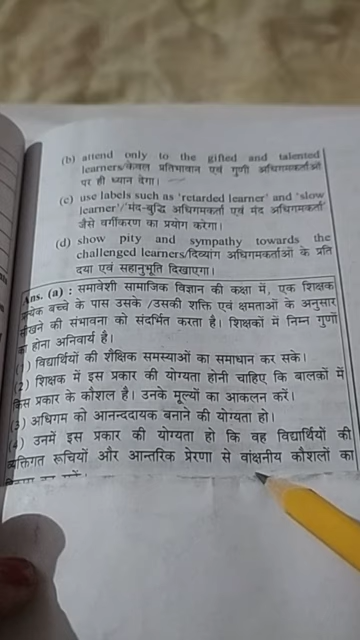 (b) attend only to the gifted and talented
learners/केवल प्रतिभावान एवं गुणी अधिगमकर्ताओं
पर ही ध्यान देगा।
(c) use labels such as 'retarded learner' and 'slow
learner'/'मंद-बुद्धि अधिगमकर्ता एवं मंद अधिगमकर्ता'
जैसे वर्गीकरण का प्रयोग करेगा।
(d) show pity and sympathy towards the
challenged learners/दिव्यांग अधिगमकर्ताओं के प्रति
दया एवं सहानुभूति दिखाएगा।
Ans. (a) : समावेशी सामाजिक विज्ञान की कक्षा में, एक शिक्षक
प्रत्येक बच्चे के पास उसके /उसकी शक्ति एवं क्षमताओं के अनुसार
सीखने की संभावना को संदर्भित करता है। शिक्षकों में निम्न गुणों
का होना अनिवार्य है।
(1) विद्यार्थियों की शैक्षिक समस्याओं का समाधान कर सके।
(2) शिक्षक में इस प्रकार की योग्यता होनी चाहिए कि बालकों में
किस प्रकार के कौशल है। उनके मूल्यों का आकलन करें।
(3) अधिगम को आनन्ददायक बनाने की योग्यता हो।
(4) उनमें इस प्रकार की योग्यता हो कि वह विद्यार्थियों की
व्यक्तिगत रूचियों और आन्तरिक प्रेरणा से वांक्षनीय कौशलों का